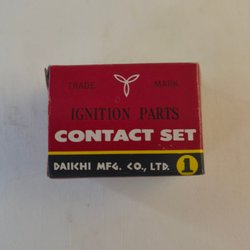 TRADE MARK
IGNITION PARTS
CONTACT SET
DAIICHI MFG. CO., LTD. 1